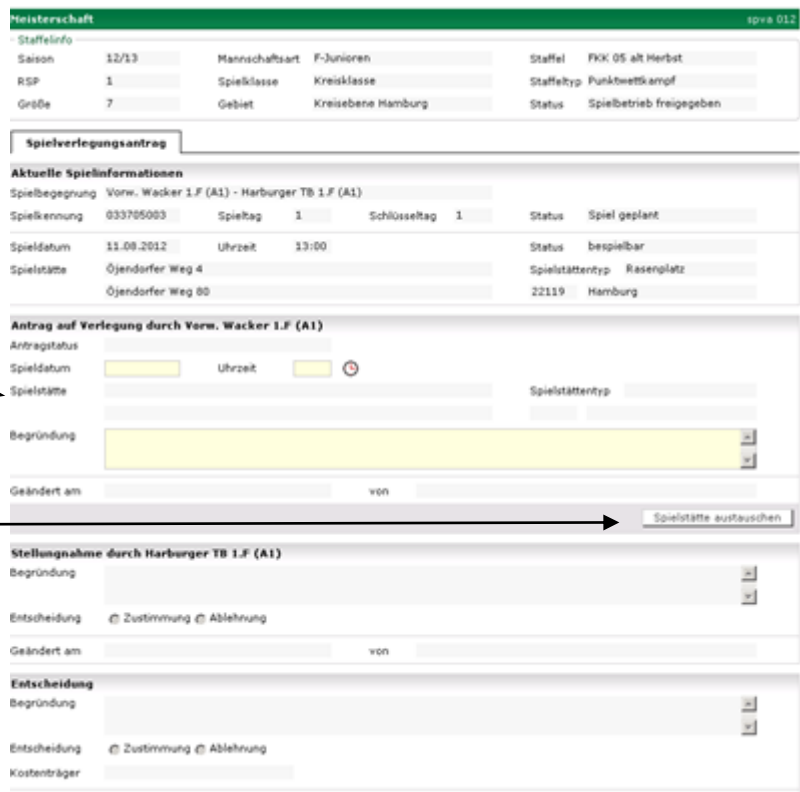 Meisterschaft spva 012
Staffelinfo
Saison 12/13 Mannschaftsart F-Junioren Staffel FKK 05 alt Herbst
RSP 1 Spielklasse Kreisklasse Staffeltyp Punktwettkampf
Größe 7 Gebiet Kreisebene Hamburg Status Spielbetrieb freigegeben
Spielverlegungsantrag
Aktuelle Spielinformationen
Spielbegegnung Vorw. Wacker 1.F (A1) - Harburger TB 1.F (A1)
Spielkennung 033705003 Spieltag 1 Schlüsseltag 1 Status Spiel geplant
Spieldatum 11.08.2012 Uhrzeit 13:00 Status bespielbar
Spielstätte Öjendorfer Weg 4 Spielstättentyp Rasenplatz
Öjendorfer Weg 80 22119 Hamburg
Antrag auf Verlegung durch Vorw. Wacker 1.F (A1)
Antragstatus
Spieldatum Uhrzeit
Spielstätte Spielstättentyp
Begründung
Geändert am von
Spielstätte austauschen
Stellungnahme durch Harburger TB 1.F (A1)
Begründung
Entscheidung Zustimmung Ablehnung
Geändert am von
Entscheidung
Begründung
Entscheidung Zustimmung Ablehnung
Kostenträger